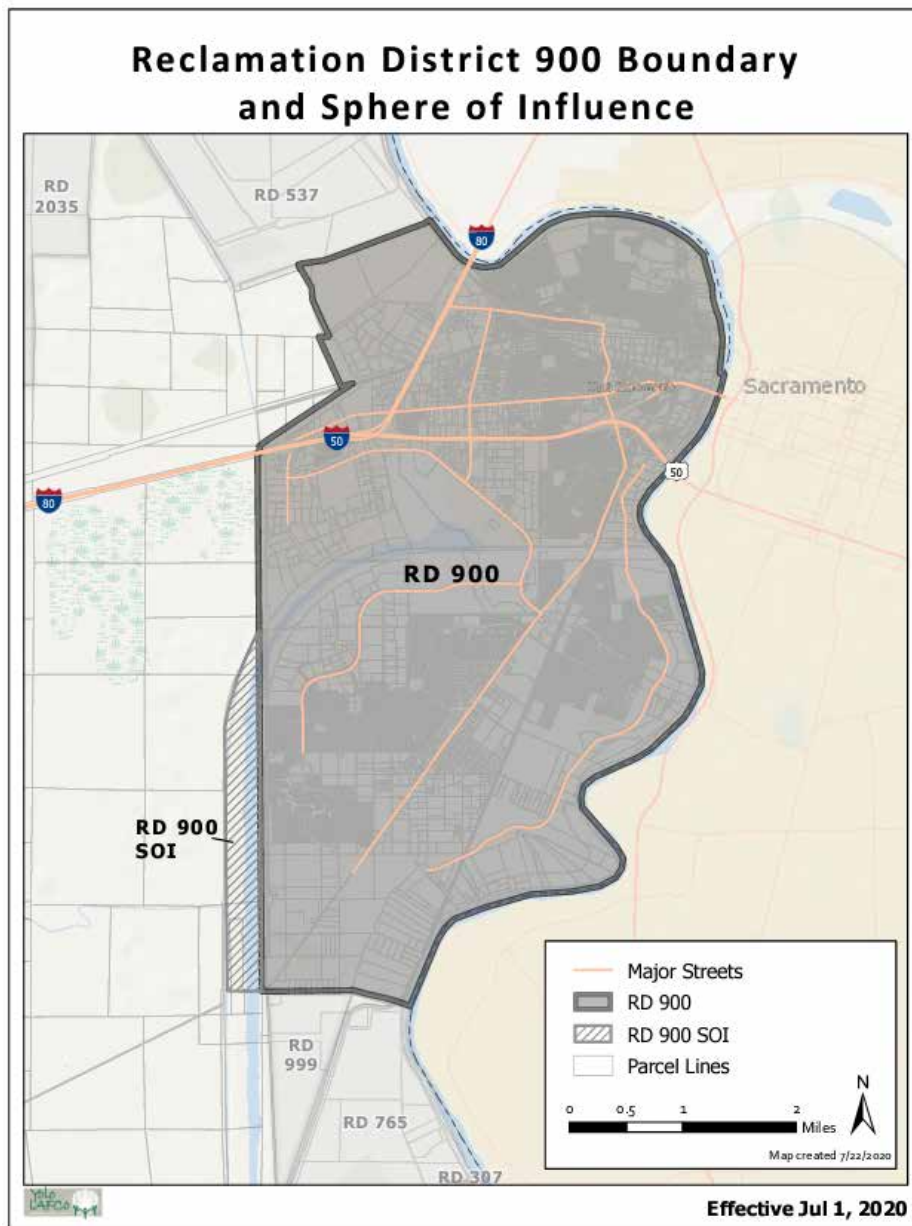 Reclamation District 900 Boundary
and Sphere of Influence
RD
2035
RD 537
80
Sacramento
50
50
80
RD 900
RD 900
SOI
Major Streets
RD 900
RD 900 SOI
Parcel Lines
N
0 0.5 1 2
Miles
Map created 7/22/2020
RD
999
RD 765
RD 307
Yolo
LAFCo
Effective Jul 1, 2020